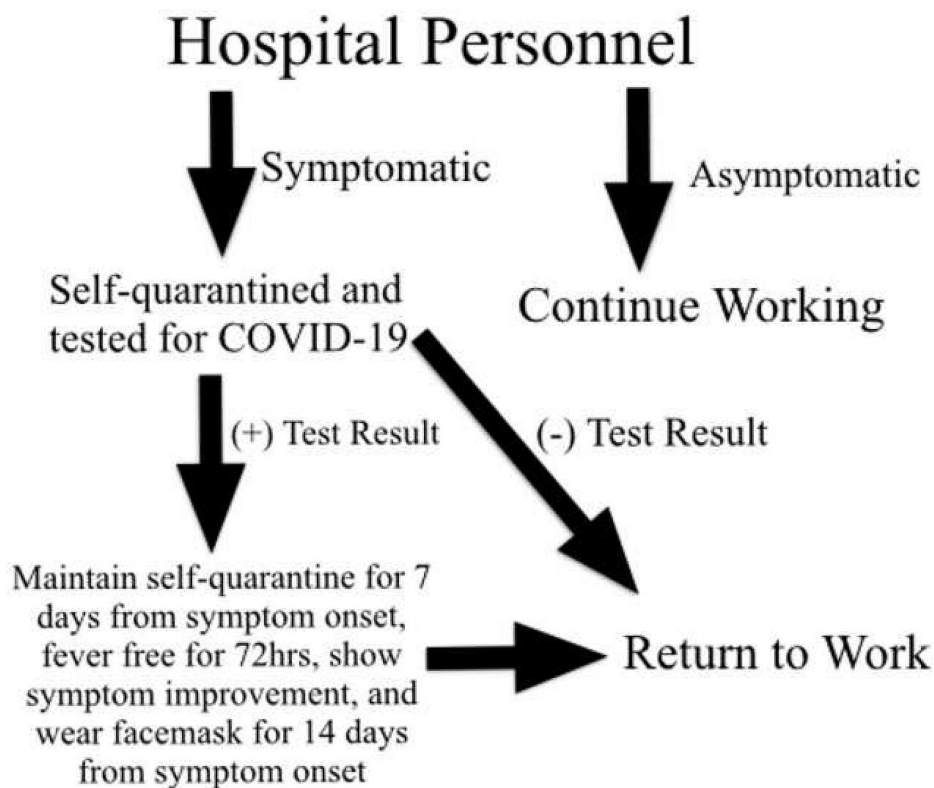 Hospital Personnel
Symptomatic
Asymptomatic
Self-quarantined and
tested for COVID-19
Continue Working
(+) Test Result
(-) Test Result
Maintain self-quarantine for 7
days from symptom onset,
fever free for 72hrs, show
symptom improvement, and
wear facemask for 14 days
from symptom onset
Return to Work